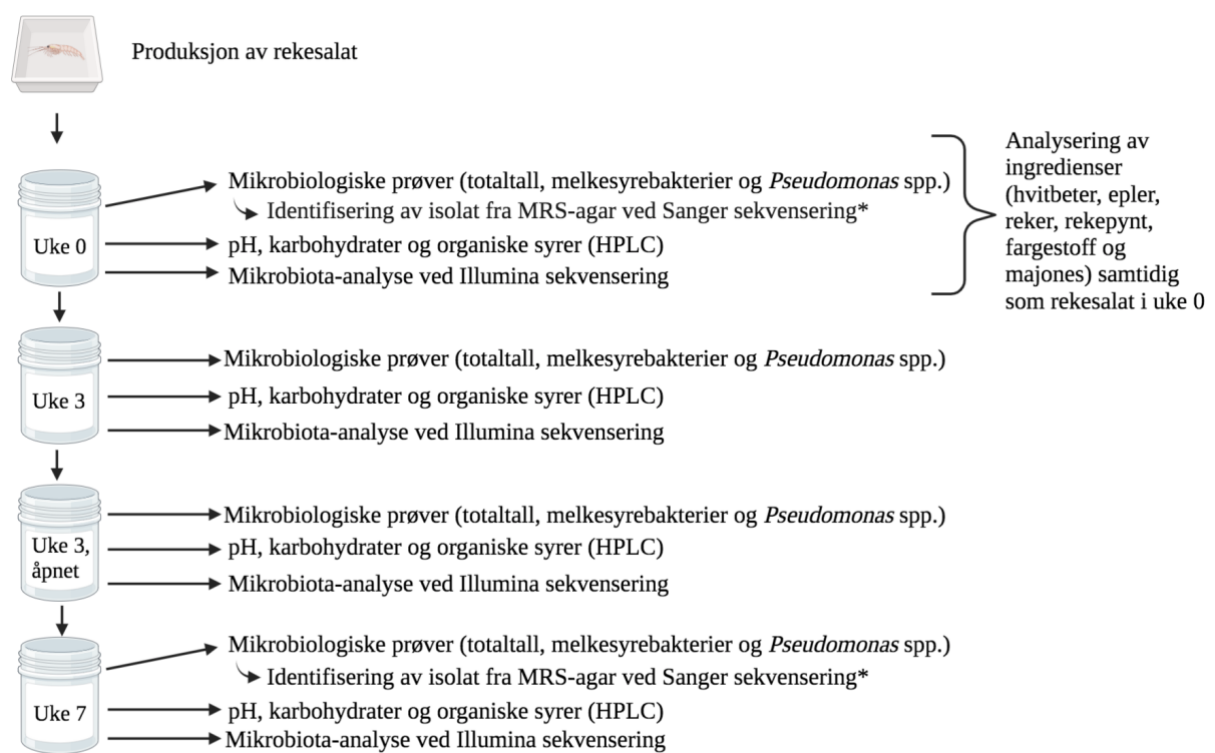 Produksjon av rekesalat
Uke 0
Mikrobiologiske prøver (totaltall, melkesyrebakterier og Pseudomonas spp.)
Identifisering av isolat fra MRS-agar ved Sanger sekvensering*
pH, karbohydrater og organiske syrer (HPLC)
Mikrobiota-analyse ved Illumina sekvensering
Analysering av
ingredienser
(hvitbeter, epler,
reker, rekepynt,
fargestoff og
majones) samtidig
som rekesalat i uke 0
Uke 3
Mikrobiologiske prøver (totaltall, melkesyrebakterier og Pseudomonas spp.)
pH, karbohydrater og organiske syrer (HPLC)
Mikrobiota-analyse ved Illumina sekvensering
Uke 3,
åpnet
Mikrobiologiske prøver (totaltall, melkesyrebakterier og Pseudomonas spp.)
pH, karbohydrater og organiske syrer (HPLC)
Mikrobiota-analyse ved Illumina sekvensering
Uke 7
Mikrobiologiske prøver (totaltall, melkesyrebakterier og Pseudomonas spp.)
Identifisering av isolat fra MRS-agar ved Sanger sekvensering*
pH, karbohydrater og organiske syrer (HPLC)
Mikrobiota-analyse ved Illumina sekvensering